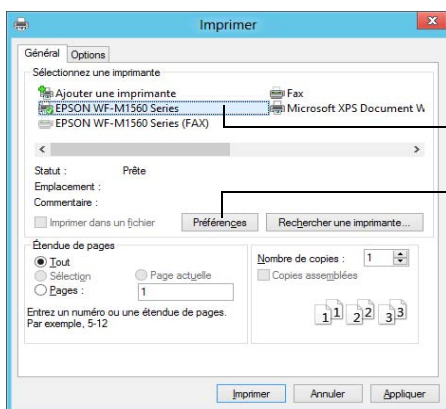 Imprimer
Général Options
Sélectionnez une imprimante
Ajouter une imprimante Fax
EPSON WF-M1560 Series Microsoft XPS Document W
EPSON WF-M1560 Series (FAX)
Statut : Prête
Emplacement :
Commentaire :
Imprimer dans un fichier Préférences Rechercher une imprimante...
Étendue de pages
Tout Nombre de copies : 1
Sélection Page actuelle Copies assemblées
Pages : 1
Entrez un numéro ou une étendue de pages.
Par exemple, 5-12
1 1 2 2 3 3
Imprimer Annuler Appliquer